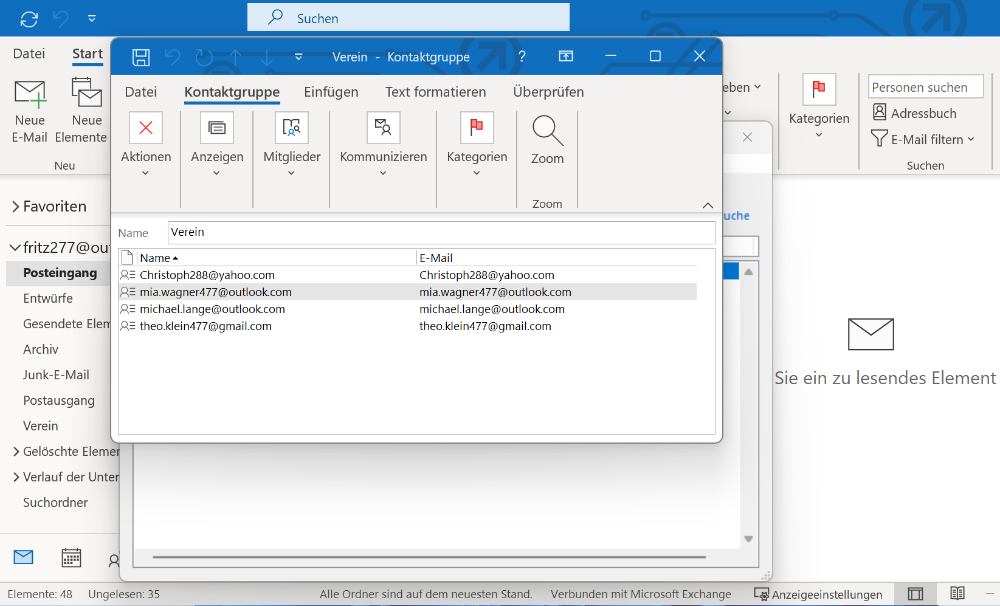 Suchen
Datei
Start
Verein - Kontaktgruppe
?
Neue
E-Mail
Neue
Elemente
Neu
Datei
Kontaktgruppe
Einfügen
Text formatieren
Überprüfen
Aktionen
Anzeigen
Mitglieder
Kommunizieren
Kategorien
Zoom
Zoom
eben
Kategorien
Personen suchen
Adressbuch
E-Mail filtern
Suchen
uche
Name
Verein
Name
E-Mail
Christoph288@yahoo.com
Christoph288@yahoo.com
mia.wagner477@outlook.com
mia.wagner477@outlook.com
michael.lange@outlook.com
michael.lange@outlook.com
theo.klein477@gmail.com
theo.klein477@gmail.com
Favoriten
fritz277@ou
Posteingang
Entwürfe
Gesendete Elem
Archiv
Junk-E-Mail
Postausgang
Verein
Gelöschte Elemen
Verlauf der Unter
Suchordner
Sie ein zu lesendes Element
Elemente: 48
Ungelesen: 35
Alle Ordner sind auf dem neuesten Stand.
Verbunden mit Microsoft Exchange
Anzeigeeinstellungen